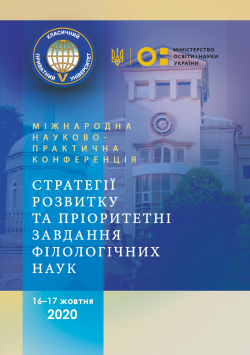 КЛАСИЧНИЙ
ПРИВАТНИЙ УНІВЕРСИТЕТ
МІНІСТЕРСТВО
ОСВІТИ І НАУКИ
УКРАЇНИ
МІЖНАРОДНА
НАУКОВО-
ПРАКТИЧНА
КОНФЕРЕНЦІЯ
СТРАТЕГІЇ
РОЗВИТКУ
ТА ПРІОРИТЕТНІ
ЗАВДАННЯ
ФІЛОЛОГІЧНИХ
НАУК
16–17 жовтня
2020